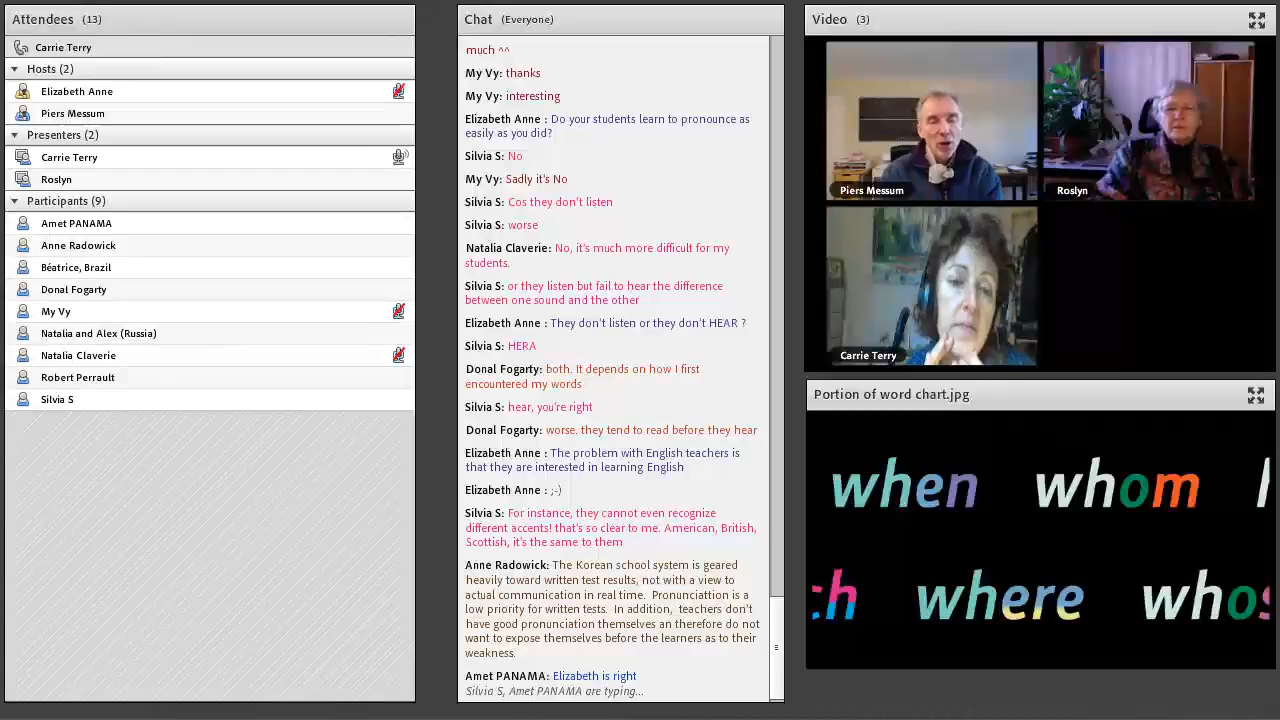 Attendees (13)
Carrie Terry
Hosts (2)
Elizabeth Anne
Piers Messum
Presenters (2)
Carrie Terry
Roslyn
Participants (9)
Amet PANAMA
Anne Radowick
Béatrice, Brazil
Donal Fogarty
My Vy
Natalia and Alex (Russia)
Natalia Claverie
Robert Perrault
Silvia S
Chat (Everyone)
much ^^
My Vy: thanks
My Vy: interesting
Elizabeth Anne : Do your students learn to pronounce as
easily as you did?
Silvia S: No
My Vy: Sadly it's No
Silvia S: Cos they don't listen
Silvia S: worse
Natalia Claverie: No, it's much more difficult for my
students.
Silvia S: or they listen but fail to hear the difference
between one sound and the other
Elizabeth Anne : They don't listen or they don't HEAR ?
Silvia S: HERA
Donal Fogarty: both. It depends on how I first
encountered my words
Silvia S: hear, you're right
Donal Fogarty: worse. they tend to read before they hear
Elizabeth Anne : The problem with English teachers is
that they are interested in learning English
Elizabeth Anne : ;-)
Silvia S: For instance, they cannot even recognize
different accents! that's so clear to me. American, British,
Scottish, it's the same to them
Anne Radowick: The Korean school system is geared
heavily toward written test results, not with a view to
actual communication in real time. Pronunciattion is a
low priority for written tests. In addition, teachers don't
have good pronunciation themselves an therefore do not
want to expose themselves before the learners as to their
weakness.
Amet PANAMA: Elizabeth is right
Silvia S, Amet PANAMA are typing...
Video (3)
Piers Messum
Roslyn
Carrie Terry
Portion of word chart.jpg
when whom
ch where whos